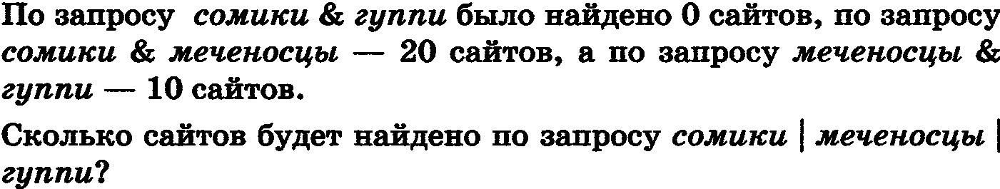 По запросу сомики & гуппи было найдено 0 сайтов, по запросу
сомики & меченосцы — 20 сайтов, а по запросу меченосцы &
гуппи — 10 сайтов.
Сколько сайтов будет найдено по запросу сомики | меченосцы |
гуппи?